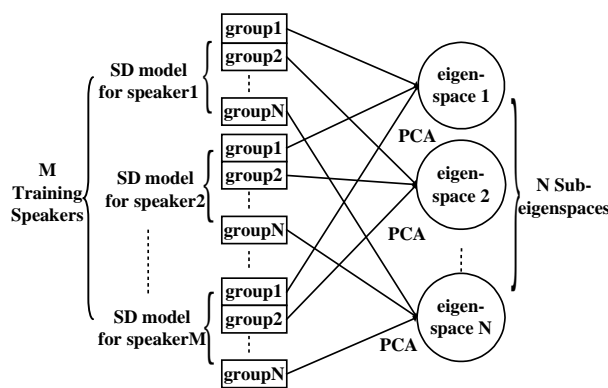 M
Training
Speakers
SD model
for speaker1
group1
group2
groupN
SD model
for speaker2
group1
group2
groupN
SD model
for speakerM
group1
group2
groupN
PCA
PCA
PCA
eigen-
space 1
eigen-
space 2
eigen-
space N
N Sub-
eigenspaces